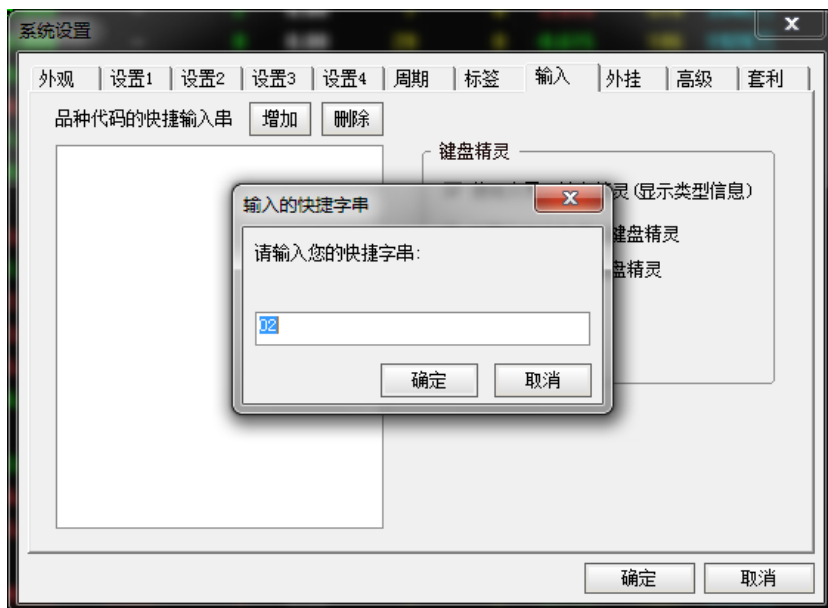 系统设置
外观 设置1 设置2 设置3 设置4 周期 标签 输入 外挂 高级 套利
品种代码的快捷输入串 增加 删除
键盘精灵
精灵(显示类型信息)
键盘精灵
盘精灵
输入的快捷字串
请输入您的快捷字串:
02
确定 取消
确定 取消